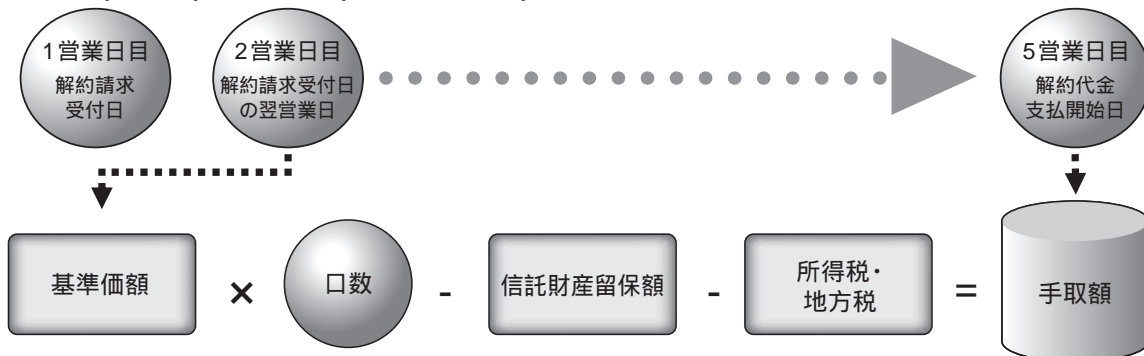 1営業日目
解約請求
受付日
2営業日目
解約請求受付日
の翌営業日
5営業日目
解約代金
支払開始日
基準価額 × 口数 - 信託財産留保額 - 所得税・
地方税 = 手取額